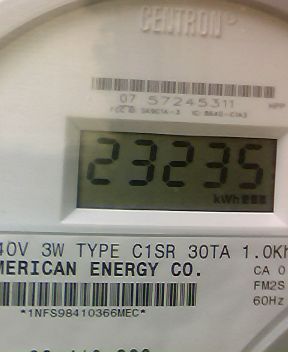 CENTRON
07 57245311
23235
kWh
40V 3W TYPE C1SR 30TA 1.0Kh
MERICAN ENERGY CO.
CA 0
FM2S
60Hz
*1NFS98410366MEC*